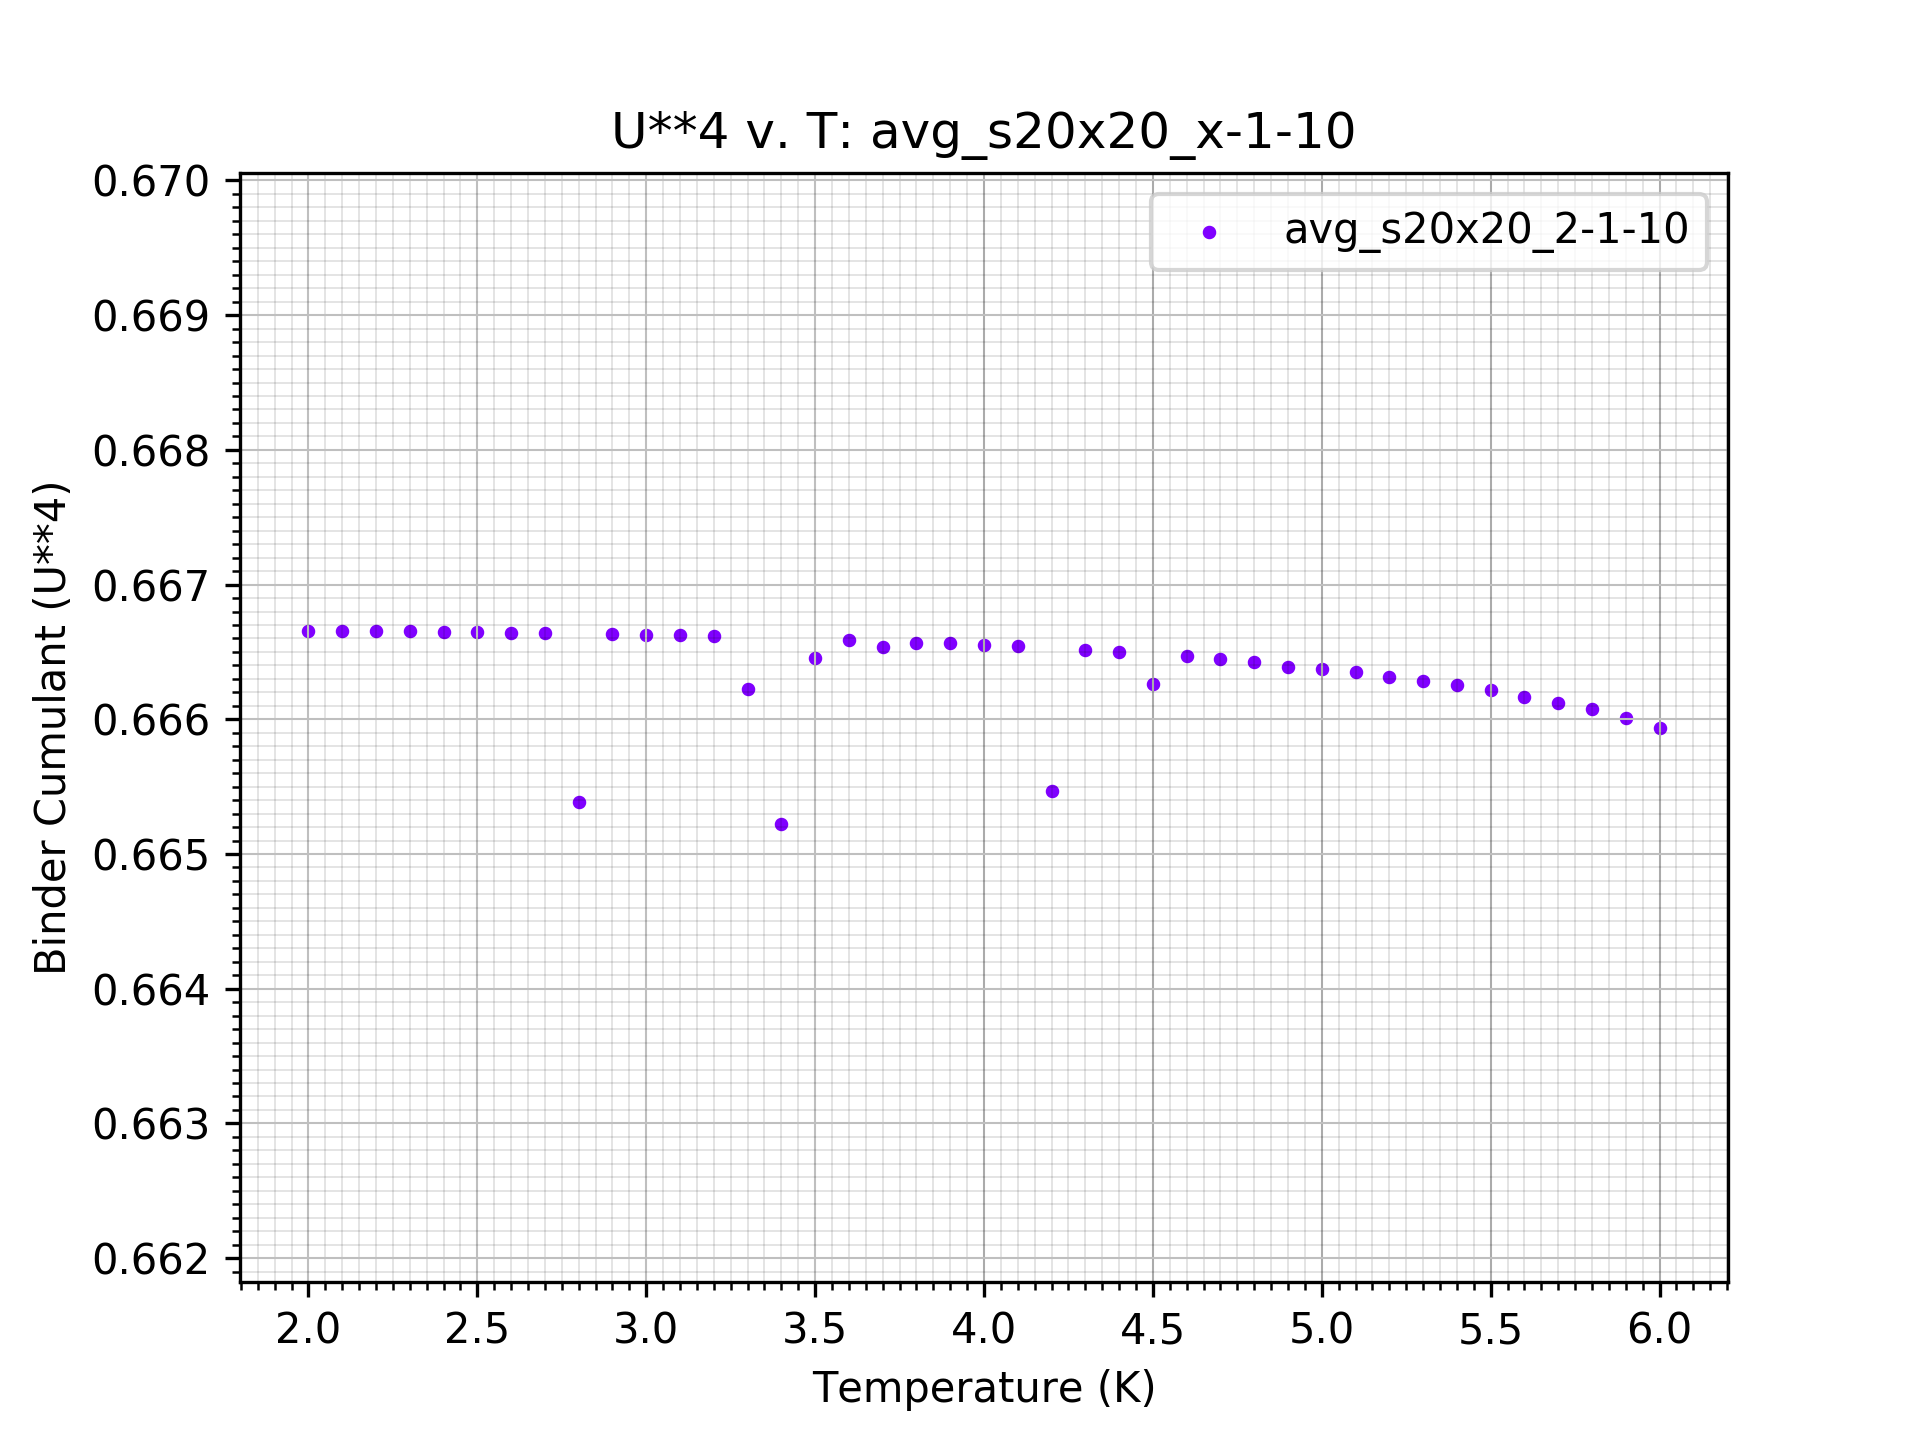 U**4 v. T: avg_s20x20_x-1-10
avg_s20x20_2-1-10
Binder Cumulant (U**4)
0.670
0.669
0.668
0.667
0.666
0.665
0.664
0.663
0.662
2.0 2.5 3.0 3.5 4.0 4.5 5.0 5.5 6.0
Temperature (K)